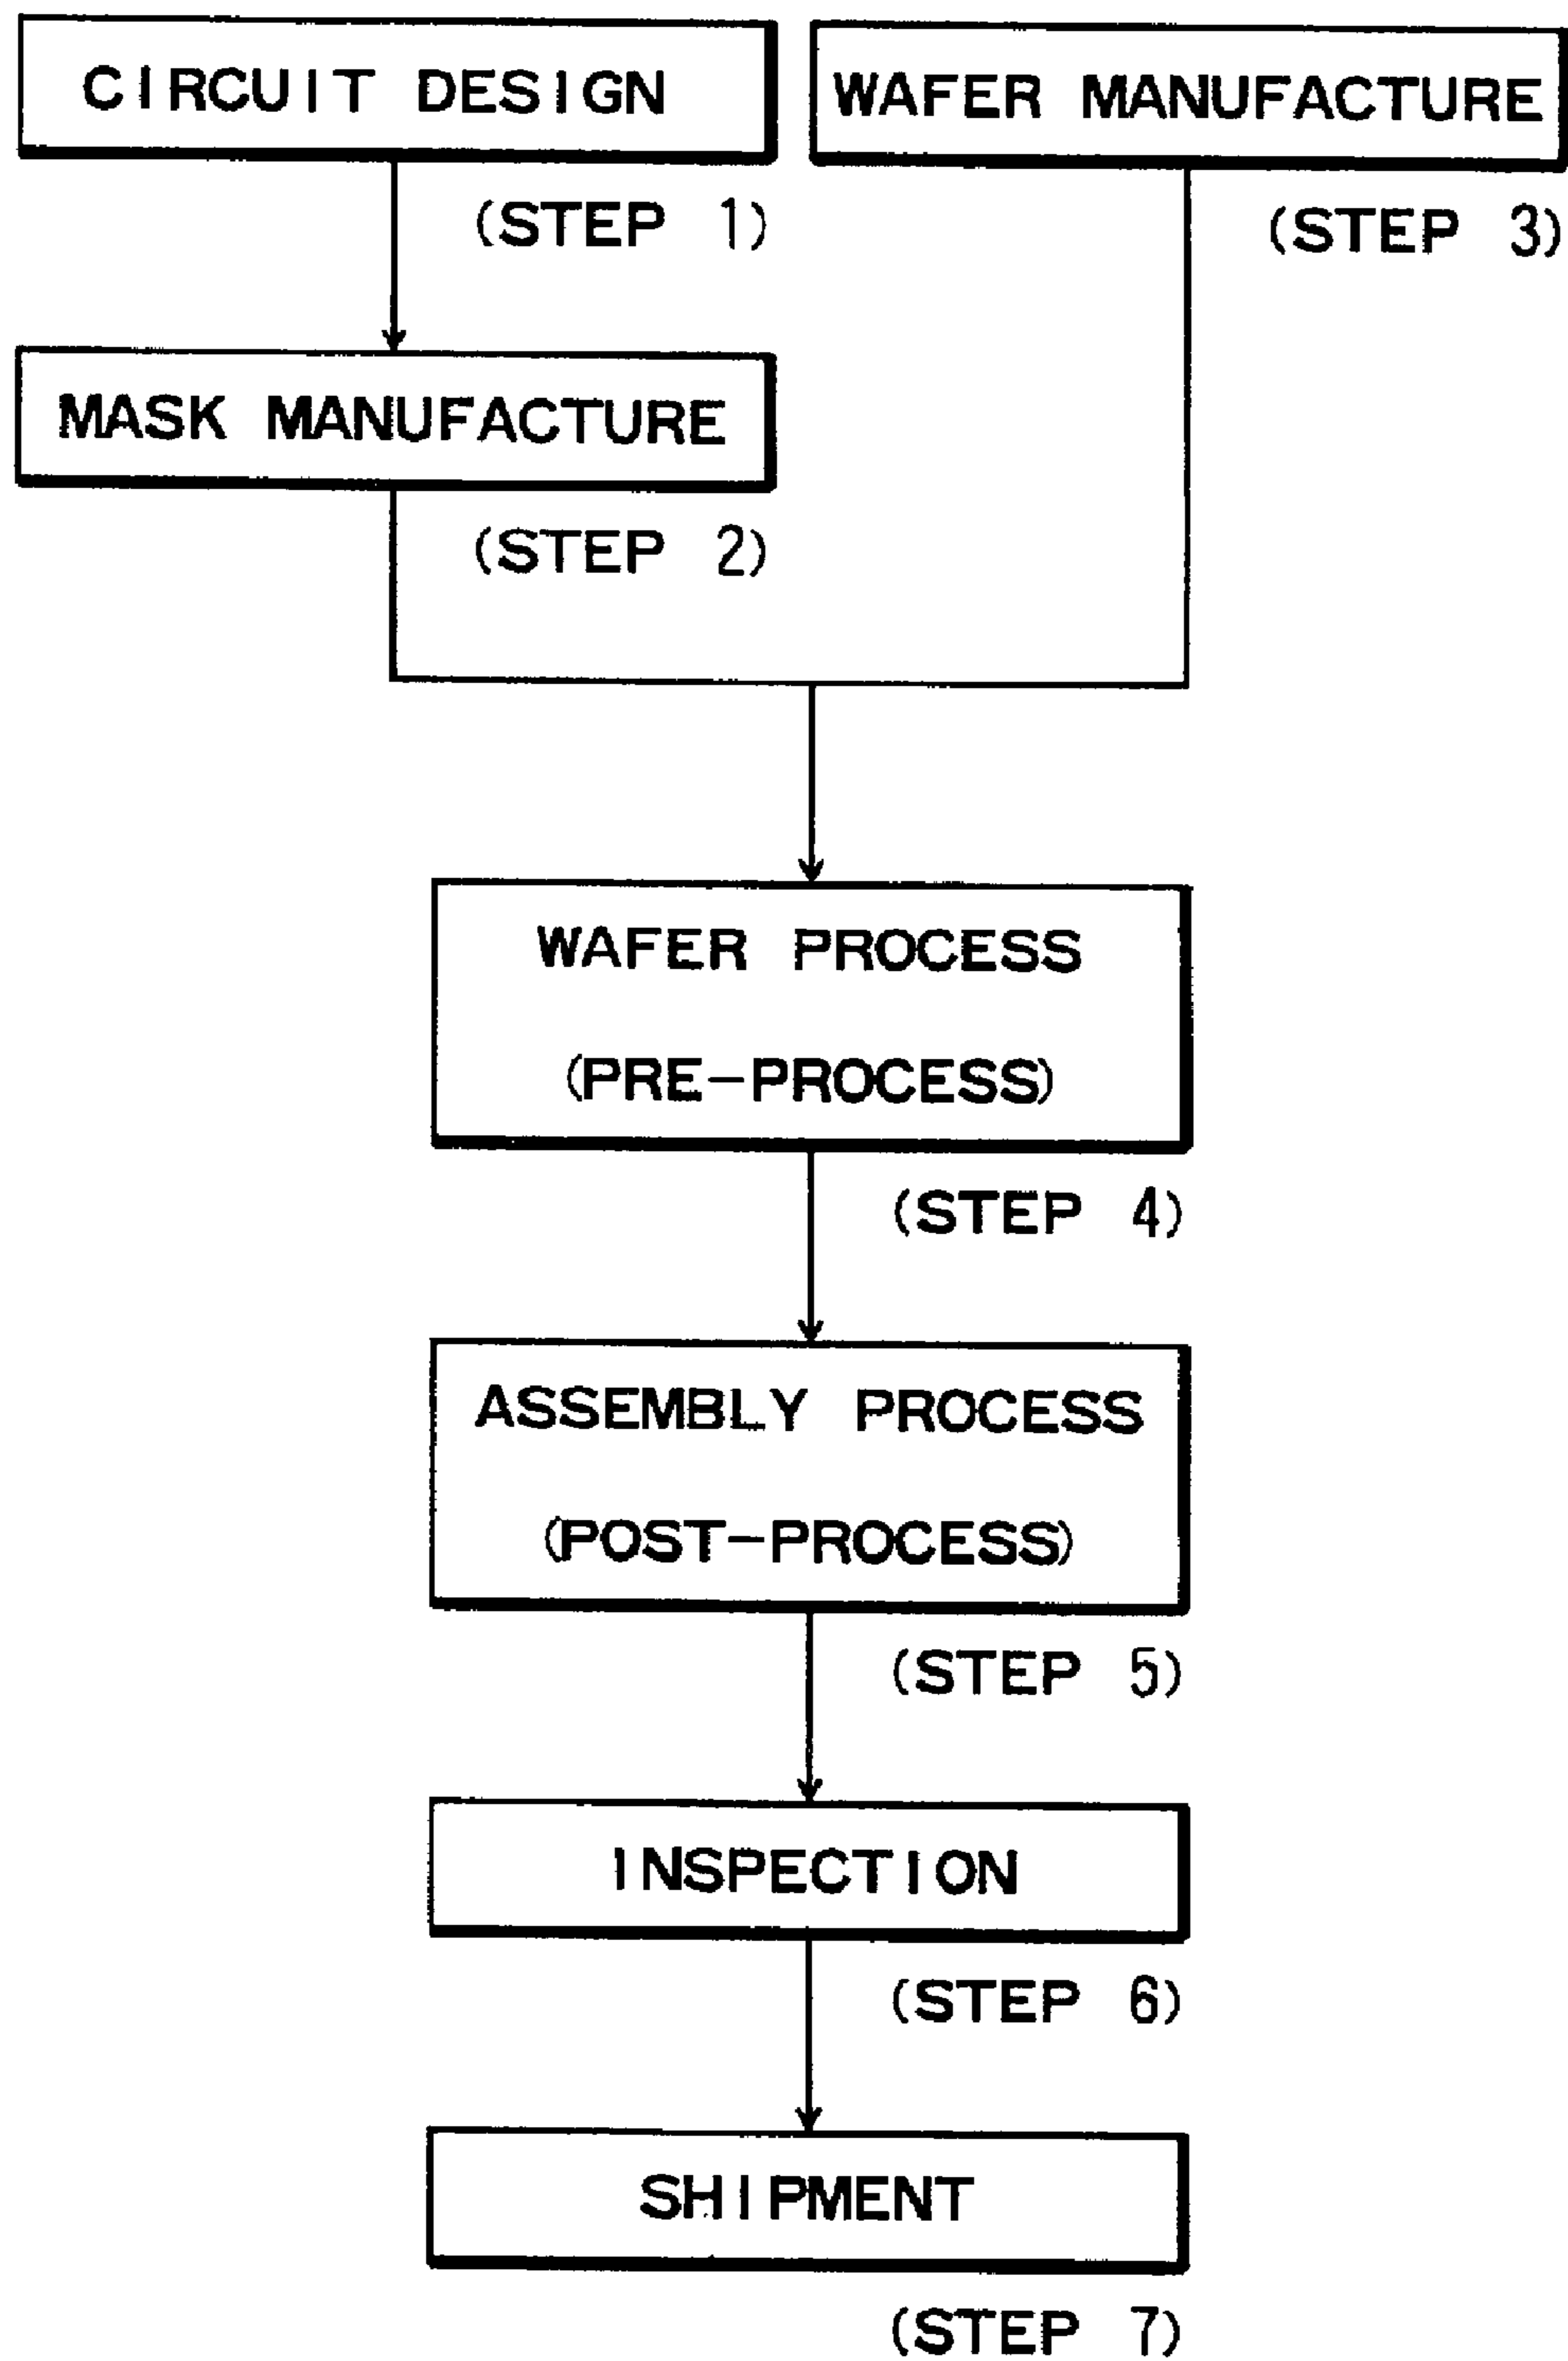 CIRCUIT DESIGN
(STEP 1)
WAFER MANUFACTURE
(STEP 3)
MASK MANUFACTURE
(STEP 2)
WAFER PROCESS
(PRE-PROCESS)
(STEP 4)
ASSEMBLY PROCESS
(POST-PROCESS)
(STEP 5)
INSPECTION
(STEP 6)
SHIPMENT
(STEP 7)